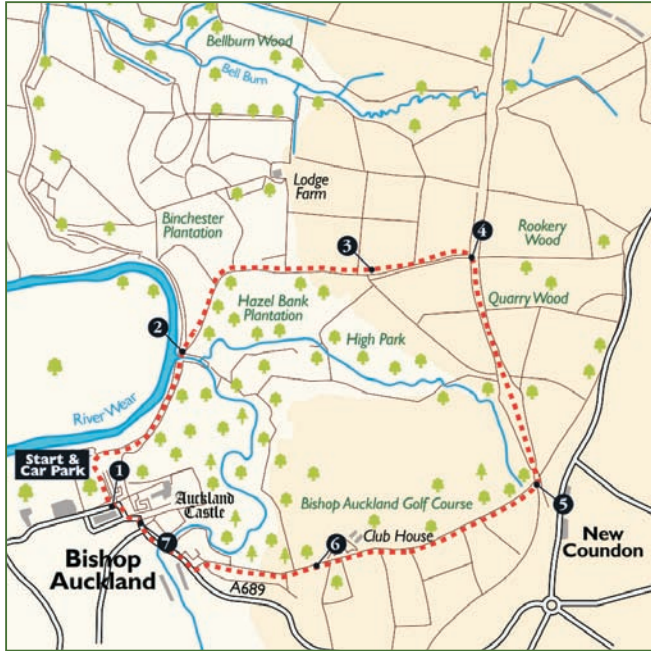 Bellburn Wood
Bell Burn
Lodge
Farm
Binchester
Plantation
3
4
Rookery
Wood
Hazel Bank
Plantation
Quarry Wood
2
High Park
River Wear
Start &
Car Park
1
Auckland
Castle
Bishop Auckland Golf Course
5
7
6
Club House
New
Coundon
Bishop
Auckland
A689